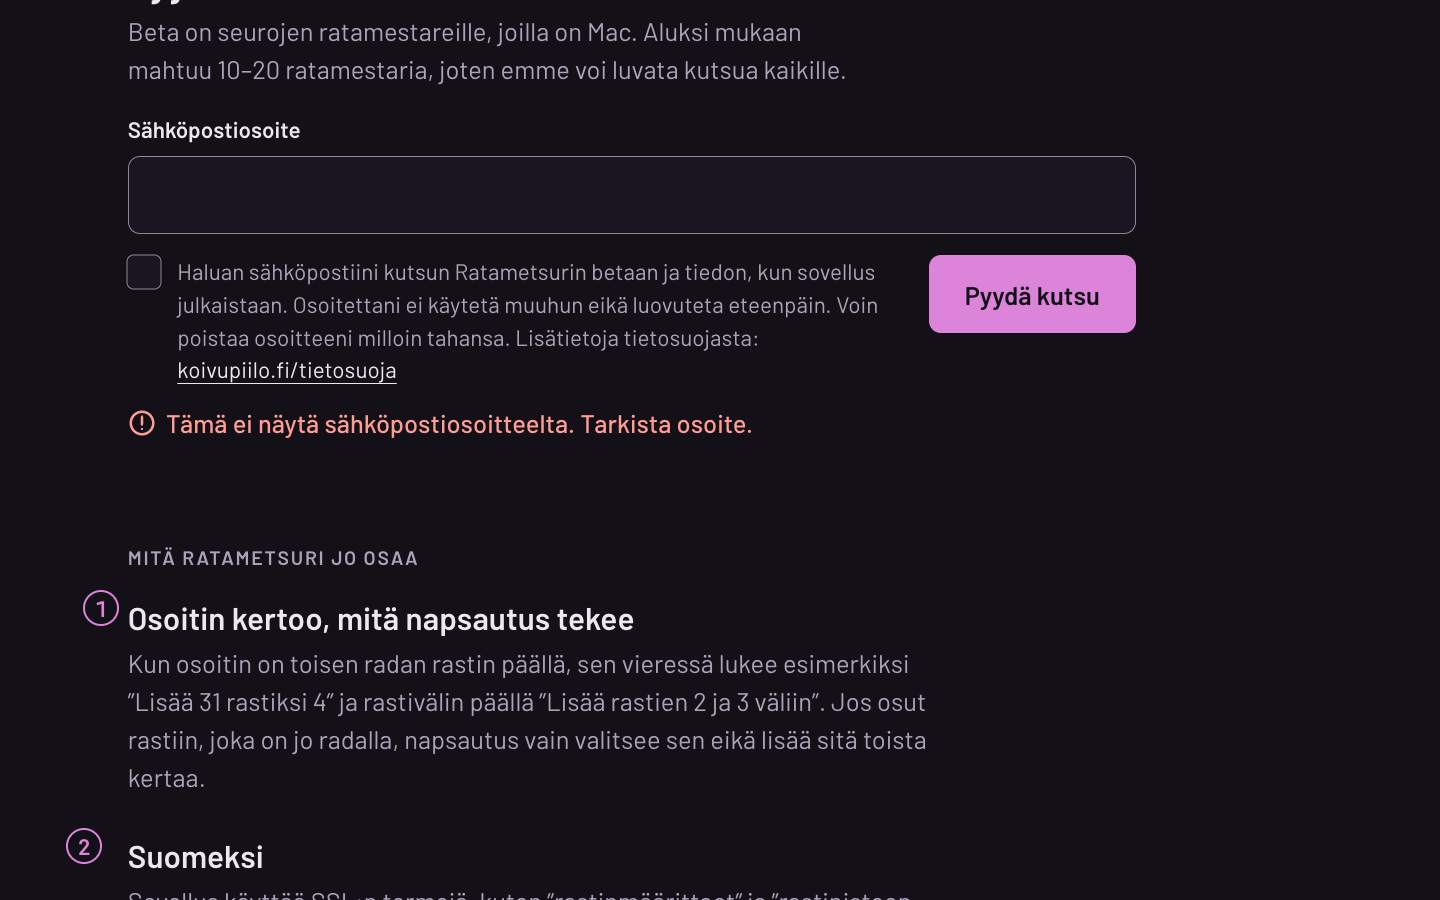 Beta on seurojen ratamestareille, joilla on Mac. Aluksi mukaan
mahtuu 10–20 ratamestaria, joten emme voi luvata kutsua kaikille.
Sähköpostiosoite
Haluan sähköpostiini kutsun Ratametsurin betaan ja tiedon, kun sovellus
julkaistaan. Osoitettani ei käytetä muuhun eikä luovuteta eteenpäin. Voin
poistaa osoitteeni milloin tahansa. Lisätietoja tietosuojasta:
koivupiilo.fi/tietosuoja
Pyydä kutsu
Tämä ei näytä sähköpostiosoitteelta. Tarkista osoite.
MITÄ RATAMETSURI JO OSAA
1 Osoitin kertoo, mitä napsautus tekee
Kun osoitin on toisen radan rastin päällä, sen vieressä lukee esimerkiksi
”Lisää 31 rastiksi 4” ja rastivälin päällä ”Lisää rastien 2 ja 3 väliin”. Jos osut
rastiin, joka on jo radalla, napsautus vain valitsee sen eikä lisää sitä toista
kertaa.
2 Suomeksi